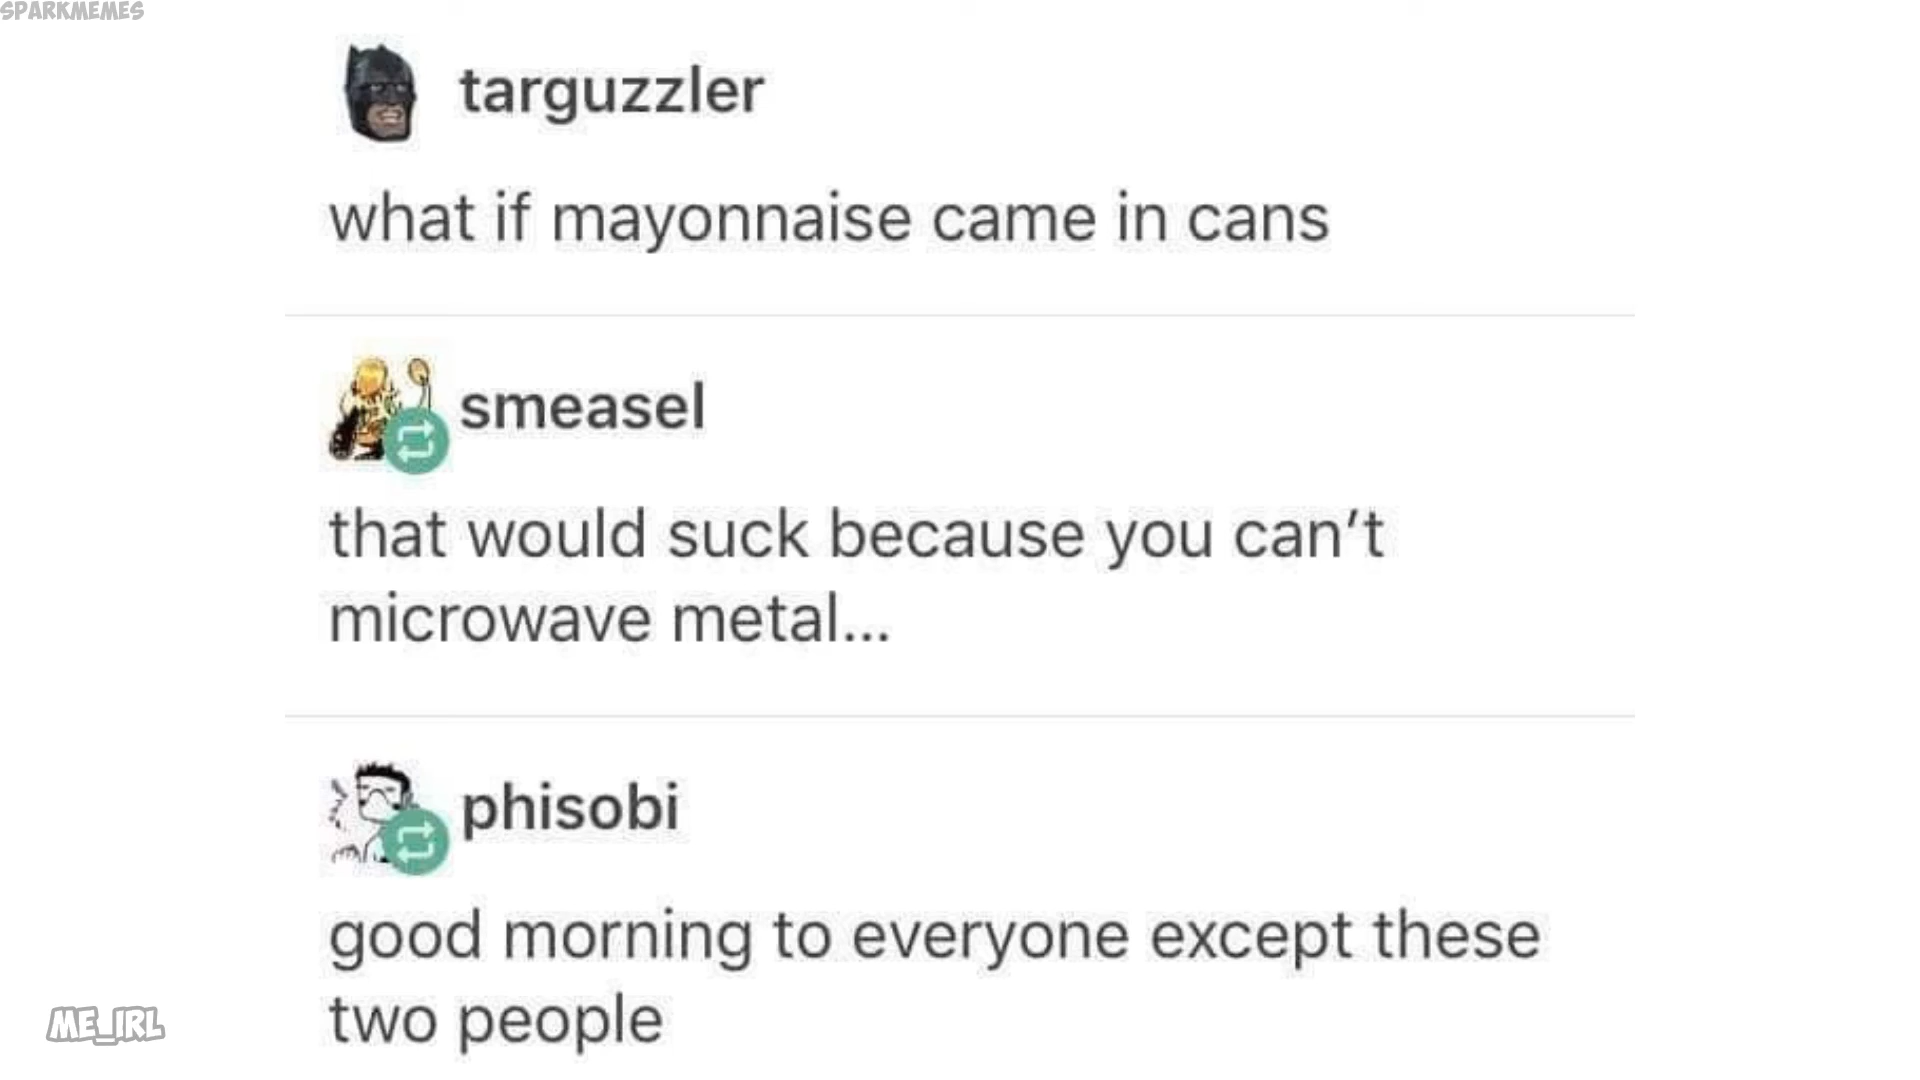 SPARKMEMES
targuzzler
what if mayonnaise came in cans
smeasel
that would suck because you can’t
microwave metal...
phisobi
good morning to everyone except these
two people
ME_IRL